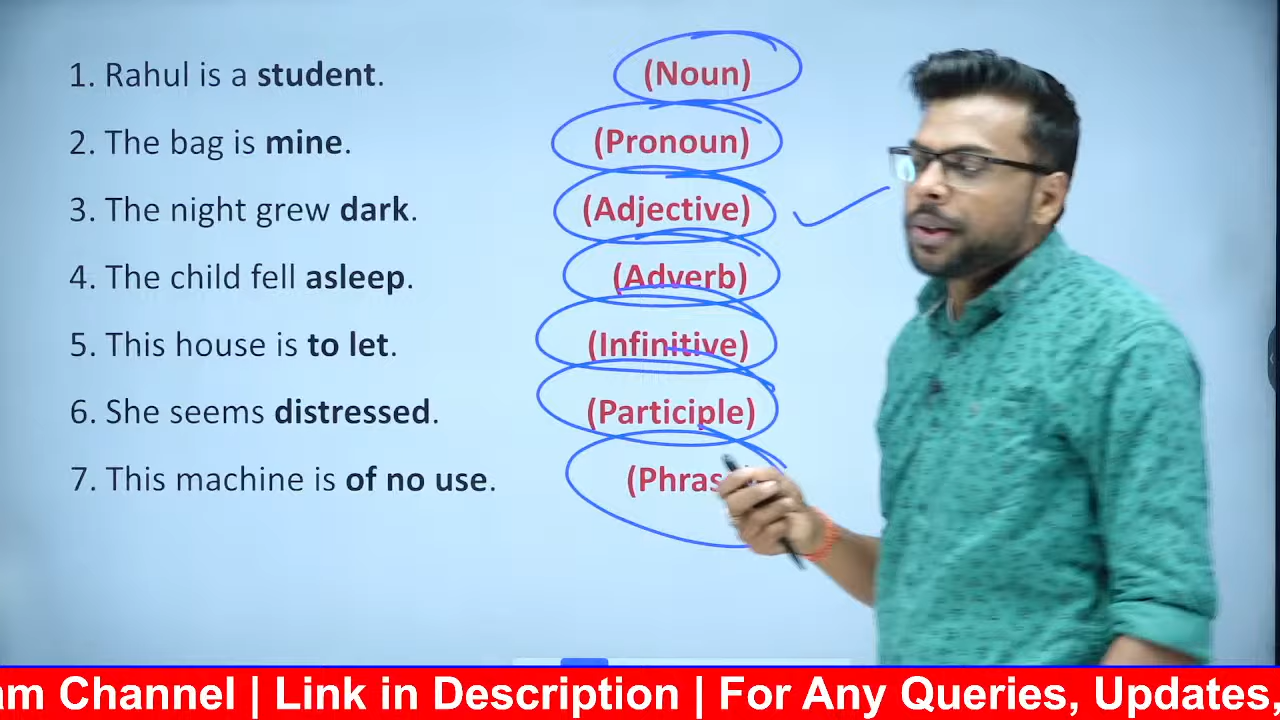 1. Rahul is a student. (Noun)
2. The bag is mine. (Pronoun)
3. The night grew dark. (Adjective)
4. The child fell asleep. (Adverb)
5. This house is to let. (Infinitive)
6. She seems distressed. (Participle)
7. This machine is of no use. (Phras
am Channel | Link in Description | For Any Queries, Updates,